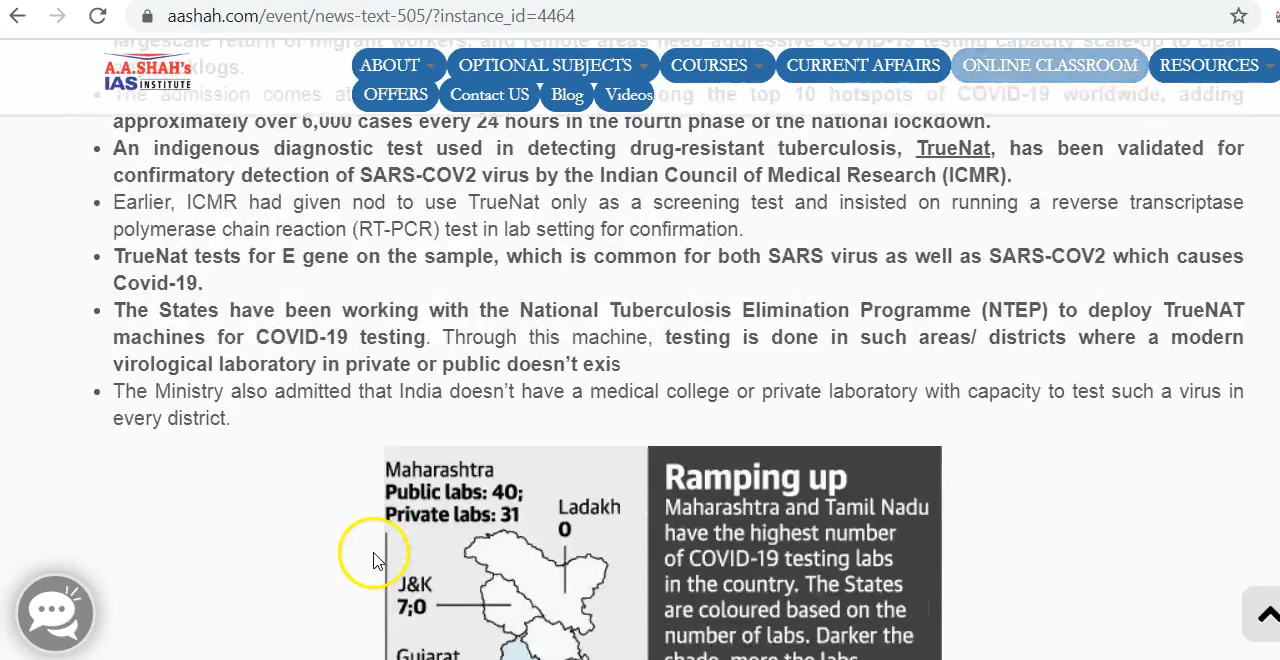 aashah.com/event/news-text-505/?instance_id=4464
largescale return of migrant workers, and remote areas need aggressive COVID-19 testing capacity scale-up to clear
A.A.SHAH's
IAS INSTITUTE
ABOUT
OPTIONAL SUBJECTS
COURSES
CURRENT AFFAIRS
ONLINE CLASSROOM
RESOURCES
OFFERS
Contact US
Blog
Videos
klogs.
The admission comes at ong the top 10 hotspots of COVID-19 worldwide, adding
approximately over 6,000 cases every 24 hours in the fourth phase of the national lockdown.
• An indigenous diagnostic test used in detecting drug-resistant tuberculosis, TrueNat, has been validated for
confirmatory detection of SARS-COV2 virus by the Indian Council of Medical Research (ICMR).
• Earlier, ICMR had given nod to use TrueNat only as a screening test and insisted on running a reverse transcriptase
polymerase chain reaction (RT-PCR) test in lab setting for confirmation.
• TrueNat tests for E gene on the sample, which is common for both SARS virus as well as SARS-COV2 which causes
Covid-19.
• The States have been working with the National Tuberculosis Elimination Programme (NTEP) to deploy TrueNAT
machines for COVID-19 testing. Through this machine, testing is done in such areas/ districts where a modern
virological laboratory in private or public doesn't exis
• The Ministry also admitted that India doesn't have a medical college or private laboratory with capacity to test such a virus in
every district.
Maharashtra
Public labs: 40;
Private labs: 31
Ladakh
0
J&K
7;0
Gujarat
Ramping up
Maharashtra and Tamil Nadu
have the highest number
of COVID-19 testing labs
in the country. The States
are coloured based on the
number of labs. Darker the
shade, more the labs